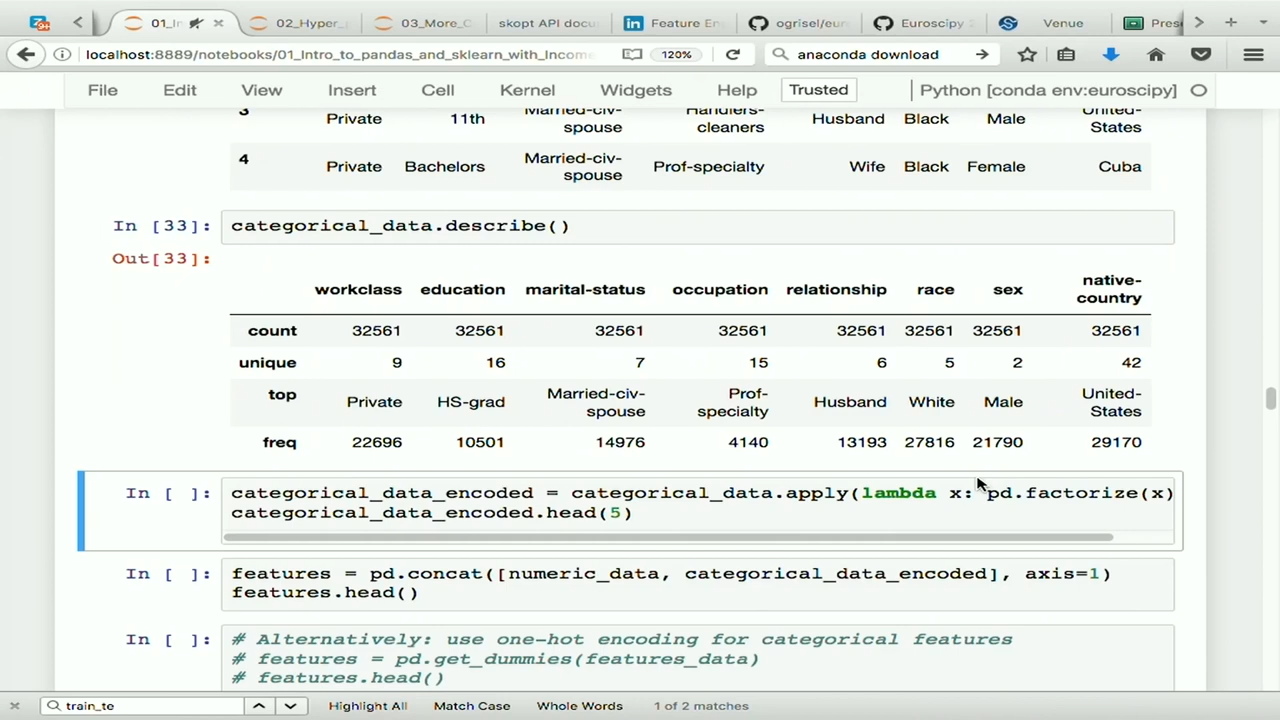 01_In 02_Hyper_ 03_More_ skopt API docu Feature En ogrisel/eur Euroscipy Venue Pres
localhost:8889/notebooks/01_Intro_to_pandas_and_sklearn_with_Income 120% anaconda download
File Edit View Insert Cell Kernel Widgets Help Trusted Python [conda env:euroscipy]
3 Private 11th Married-civ-spouse Handlers-cleaners Husband Black Male United-States
4 Private Bachelors Married-civ-spouse Prof-specialty Wife Black Female Cuba
In [33]: categorical_data.describe()
Out[33]:
workclass education marital-status occupation relationship race sex native-country
count 32561 32561 32561 32561 32561 32561 32561 32561
unique 9 16 7 15 6 5 2 42
top Private HS-grad Married-civ-spouse Prof-specialty Husband White Male United-States
freq 22696 10501 14976 4140 13193 27816 21790 29170
In [ ]: categorical_data_encoded = categorical_data.apply(lambda x: pd.factorize(x)
categorical_data_encoded.head(5)
In [ ]: features = pd.concat([numeric_data, categorical_data_encoded], axis=1)
features.head()
In [ ]: # Alternatively: use one-hot encoding for categorical features
# features = pd.get_dummies(features_data)
# features.head()
train_te Highlight All Match Case Whole Words 1 of 2 matches